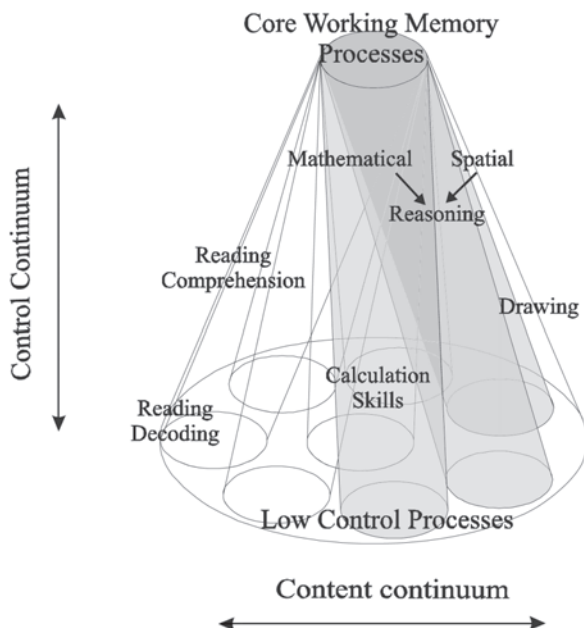 Core Working Memory
Processes
Control Continuum
Mathematical
Spatial
Reasoning
Reading
Comprehension
Drawing
Calculation
Skills
Reading
Decoding
Low Control Processes
Content continuum